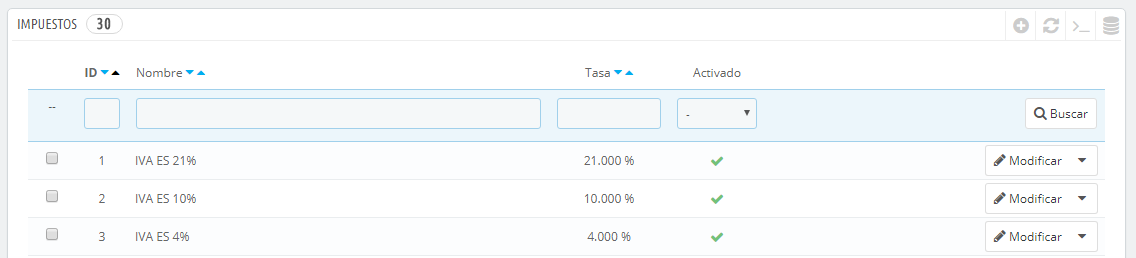 IMPUESTOS 30
ID Nombre Tasa Activado
-- - Buscar
1 IVA ES 21% 21.000 % Modificar
2 IVA ES 10% 10.000 % Modificar
3 IVA ES 4% 4.000 % Modificar